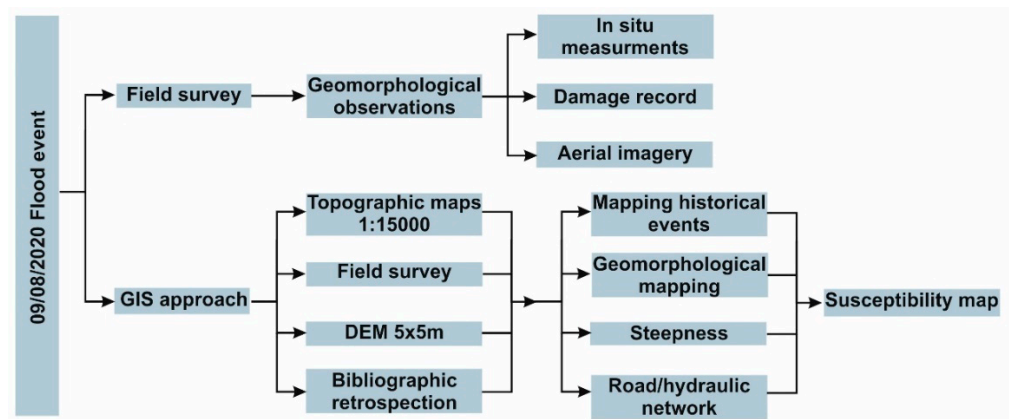 09/08/2020 Flood event
Field survey
Geomorphological
observations
In situ
measurments
Damage record
Aerial imagery
GIS approach
Topographic maps
1:15000
Field survey
DEM 5x5m
Bibliographic
retrospection
Mapping historical
events
Geomorphological
mapping
Steepness
Road/hydraulic
network
Susceptibility map